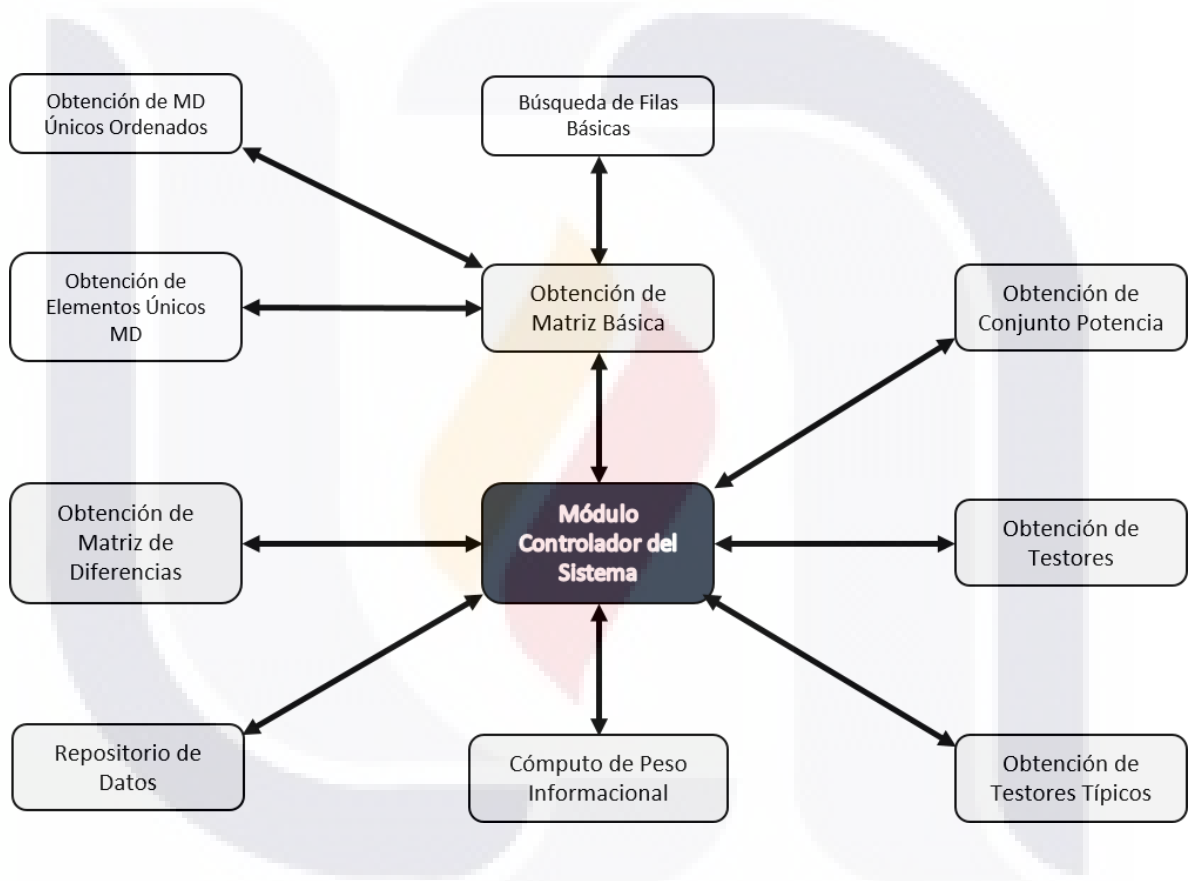 Obtención de MD
Únicos Ordenados
Búsqueda de Filas
Básicas
Obtención de
Elementos Únicos
MD
Obtención de
Matriz Básica
Obtención de
Conjunto Potencia
Obtención de
Matriz de
Diferencias
Módulo
Controlador del
Sistema
Obtención de
Testores
Repositorio de
Datos
Cómputo de Peso
Informacional
Obtención de
Testores Típicos